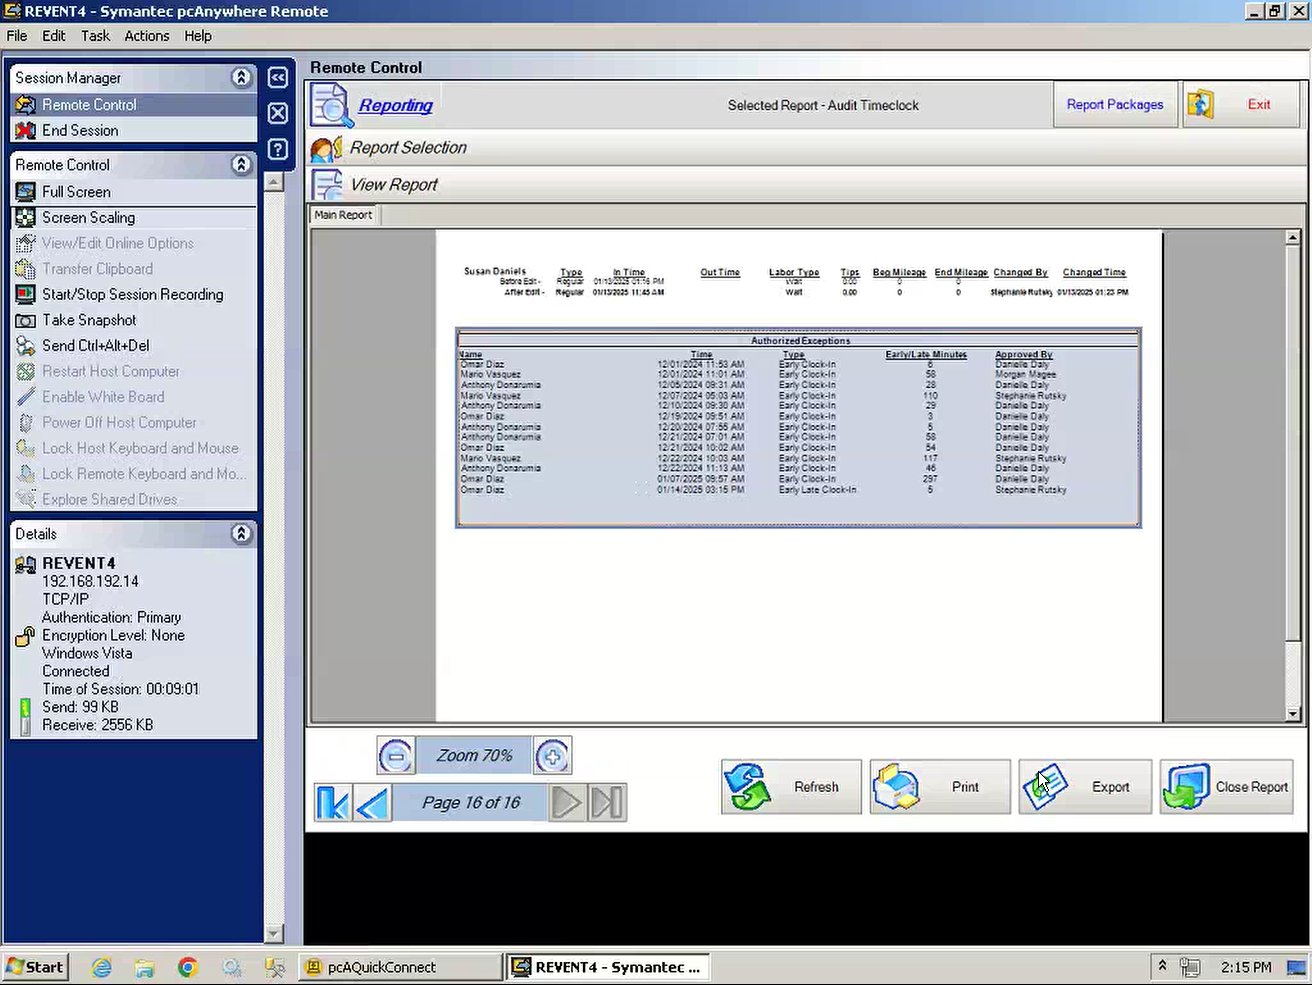 REVENT4 - Symantec pcAnywhere Remote
File Edit Task Actions Help
Session Manager
Remote Control
End Session
Remote Control
Full Screen
Screen Scaling
View/Edit Online Options
Transfer Clipboard
Start/Stop Session Recording
Take Snapshot
Send Ctrl+Alt+Del
Restart Host Computer
Enable White Board
Power Off Host Computer
Lock Host Keyboard and Mouse
Lock Remote Keyboard and Mo...
Explore Shared Drives
Details
REVENT4
192.168.192.14
TCP/IP
Authentication: Primary
Encryption Level: None
Windows Vista
Connected
Time of Session: 00:09:01
Send: 99 KB
Receive: 2556 KB
Remote Control
Reporting Selected Report - Audit Timeclock Report Packages Exit
Report Selection
View Report
Main Report
Susan Daniels Type In Time Out Time Labor Type Tips Beg Mileage End Mileage Changed By Changed Time
Before Edit - Regular 01/13/2025 01:16 PM Wait 0.00 0 0
After Edit - Regular 01/13/2025 11:45 AM Wait 0.00 0 0 Stephanie Rutsky 01/13/2025 01:23 PM
Authorized Exceptions
Name Time Type Early/Late Minutes Approved By
Omar Diaz 12/01/2024 11:53 AM Early Clock-In 6 Danielle Daly
Mario Vasquez 12/01/2024 11:01 AM Early Clock-In 58 Morgan Magee
Anthony Donarumia 12/05/2024 09:31 AM Early Clock-In 28 Danielle Daly
Mario Vasquez 12/07/2024 05:03 AM Early Clock-In 110 Stephanie Rutsky
Anthony Donarumia 12/10/2024 09:30 AM Early Clock-In 29 Danielle Daly
Omar Diaz 12/19/2024 09:51 AM Early Clock-In 3 Danielle Daly
Anthony Donarumia 12/20/2024 07:55 AM Early Clock-In 5 Danielle Daly
Anthony Donarumia 12/21/2024 07:01 AM Early Clock-In 58 Danielle Daly
Omar Diaz 12/21/2024 10:02 AM Early Clock-In 54 Danielle Daly
Mario Vasquez 12/22/2024 10:03 AM Early Clock-In 117 Stephanie Rutsky
Anthony Donarumia 12/22/2024 11:13 AM Early Clock-In 46 Danielle Daly
Omar Diaz 01/07/2025 09:57 AM Early Clock-In 297 Danielle Daly
Omar Diaz 01/14/2025 03:15 PM Early Late Clock-In 5 Stephanie Rutsky
Zoom 70%
Page 16 of 16
Refresh Print Export Close Report
Start pcAQuickConnect REVENT4 - Symantec ... 2:15 PM